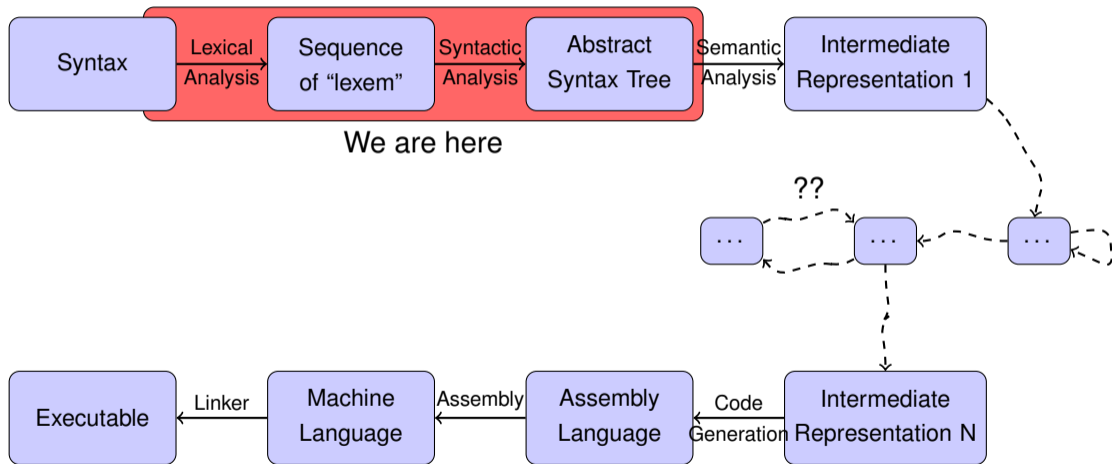 Syntax
Lexical
Analysis
Sequence
of “lexem”
Syntactic
Analysis
Abstract
Syntax Tree
Semantic
Analysis
Intermediate
Representation 1
We are here
??
...
...
...
Executable
Linker
Machine
Language
Assembly
Assembly
Language
Code
Generation
Intermediate
Representation N